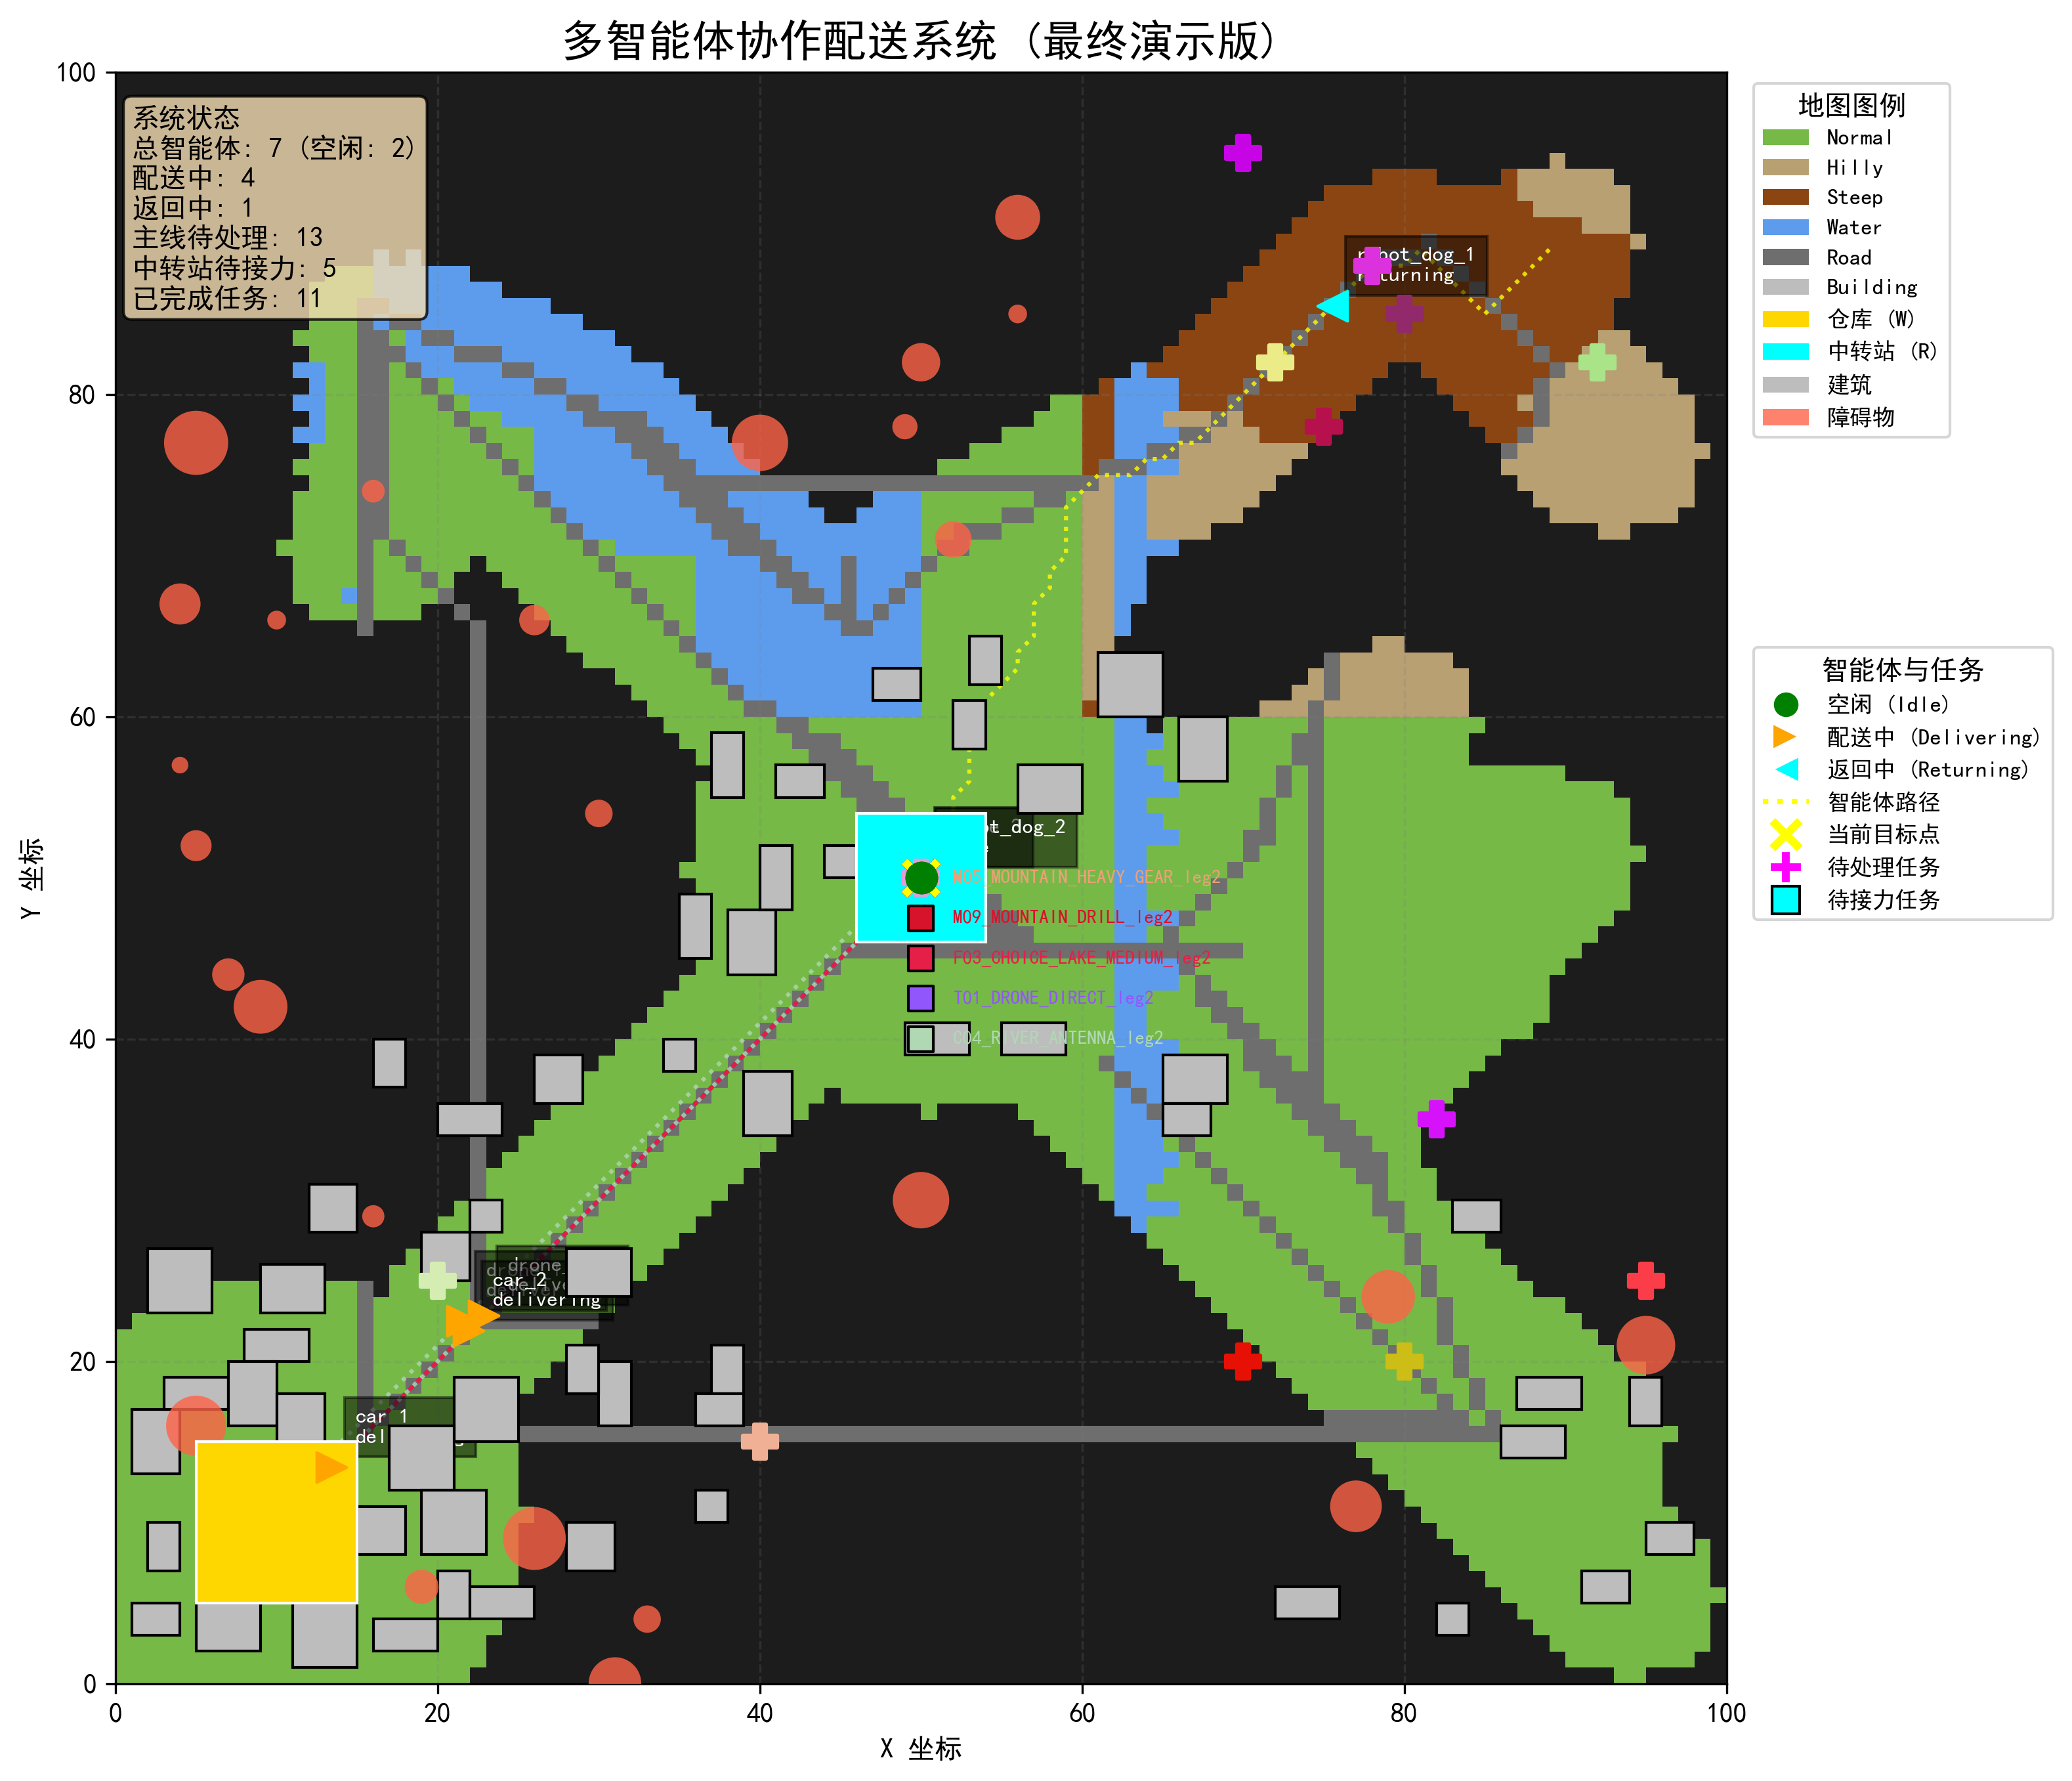 多智能体协作配送系统 (最终演示版)
系统状态
总智能体: 7 (空闲: 2)
配送中: 4
返回中: 1
主线待处理: 13
中转站待接力: 5
已完成任务: 11
地图图例
Normal
Hilly
Steep
Water
Road
Building
仓库 (W)
中转站 (R)
建筑
障碍物
智能体与任务
空闲 (Idle)
配送中 (Delivering)
返回中 (Returning)
智能体路径
当前目标点
待处理任务
待接力任务
robot_dog_1
returning
ot_dog_2
M05_MOUNTAIN_HEAVY_GEAR_leg2
M09_MOUNTAIN_DRILL_leg2
F03_CHOICE_LAKE_MEDIUM_leg2
T01_DRONE_DIRECT_leg2
C04_RIVER_ANTENNA_leg2
drone
car_2
delivering
car_1
del
Y 坐标
100
80
60
40
20
0
0 20 40 60 80 100
X 坐标